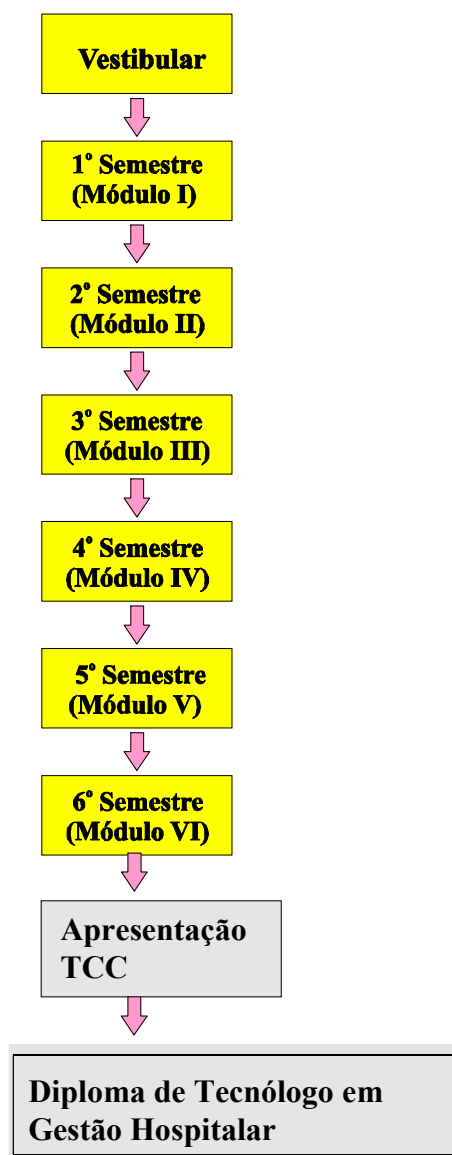 Vestibular
1º Semestre
(Módulo I)
2º Semestre
(Módulo II)
3º Semestre
(Módulo III)
4º Semestre
(Módulo IV)
5º Semestre
(Módulo V)
6º Semestre
(Módulo VI)
Apresentação
TCC
Diploma de Tecnólogo em
Gestão Hospitalar